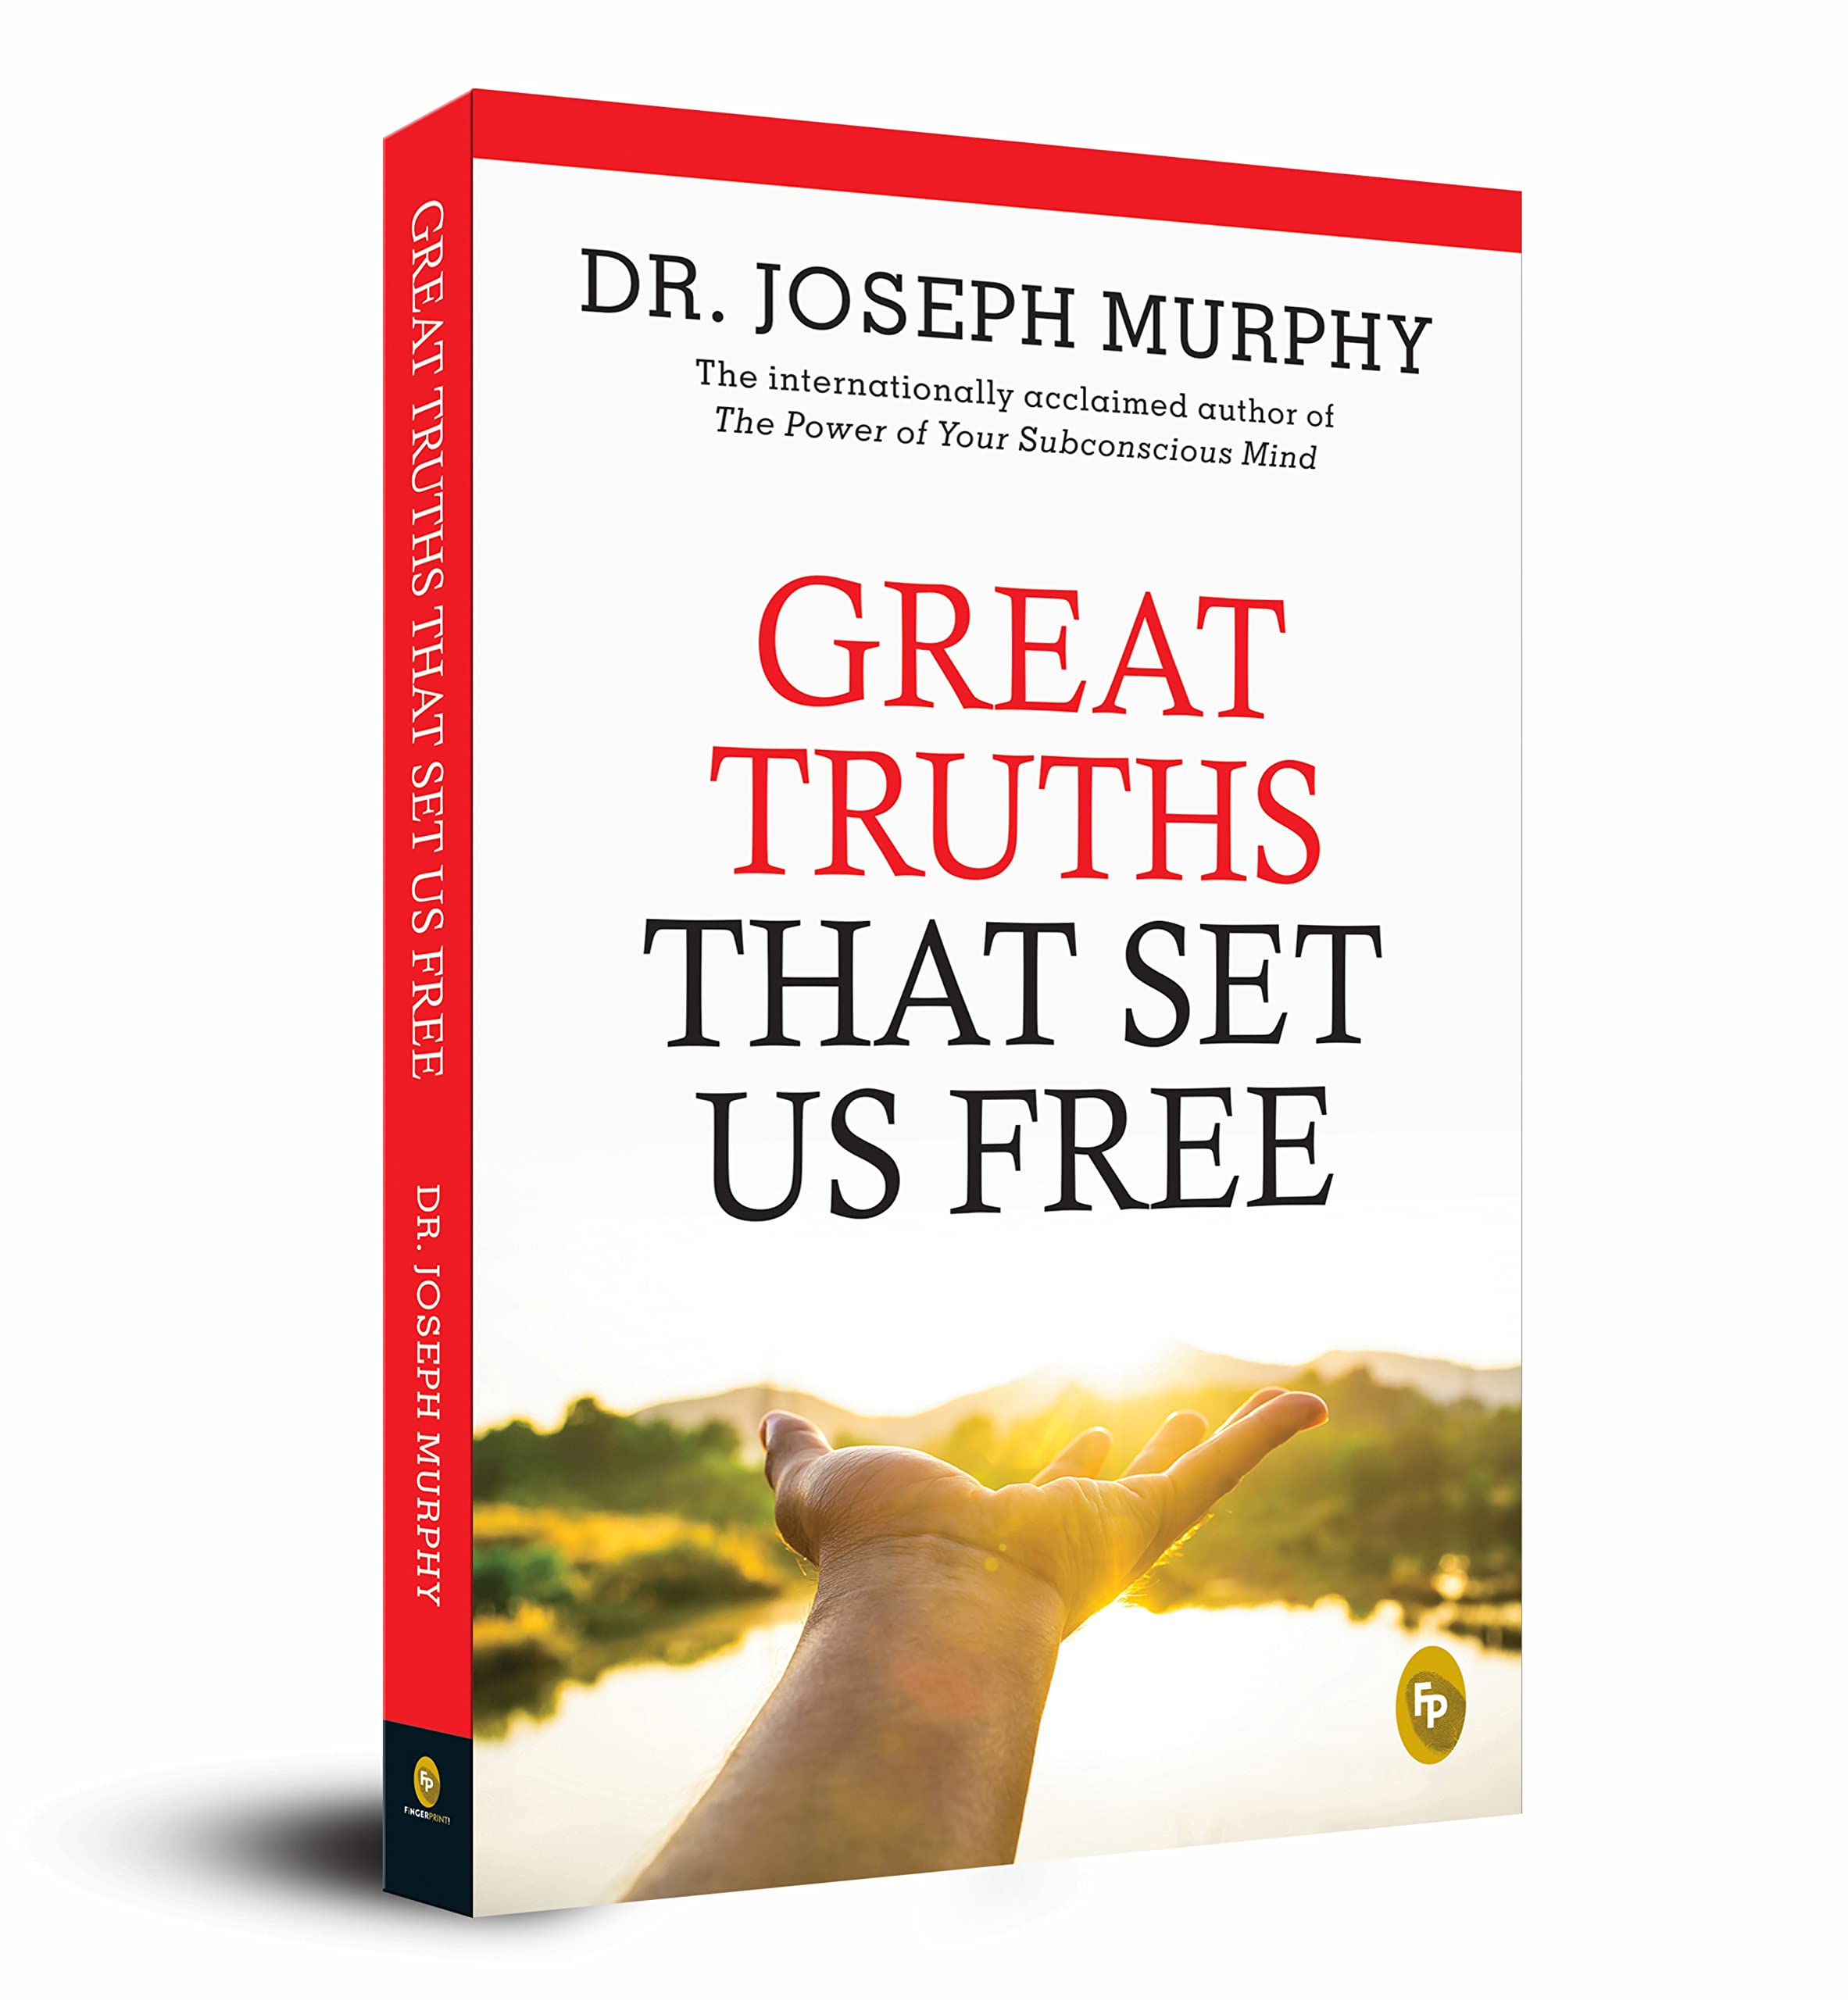 DR. JOSEPH MURPHY
The internationally acclaimed author of
The Power of Your Subconscious Mind
GREAT
TRUTHS
THAT SET
US FREE
FP
GREAT TRUTHS THAT SET US FREE DR. JOSEPH MURPHY
FP
FiNGERPRINT!